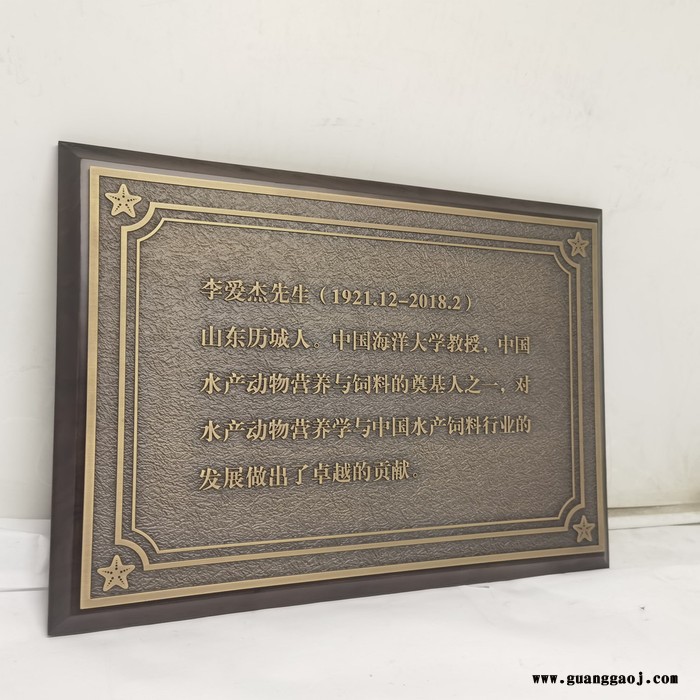 李爱杰先生（1921.12-2018.2）
山东历城人。中国海洋大学教授，中国
水产动物营养与饲料的奠基人之一，对
水产动物营养学与中国水产饲料行业的
发展做出了卓越的贡献。
www.guanggaoj.com